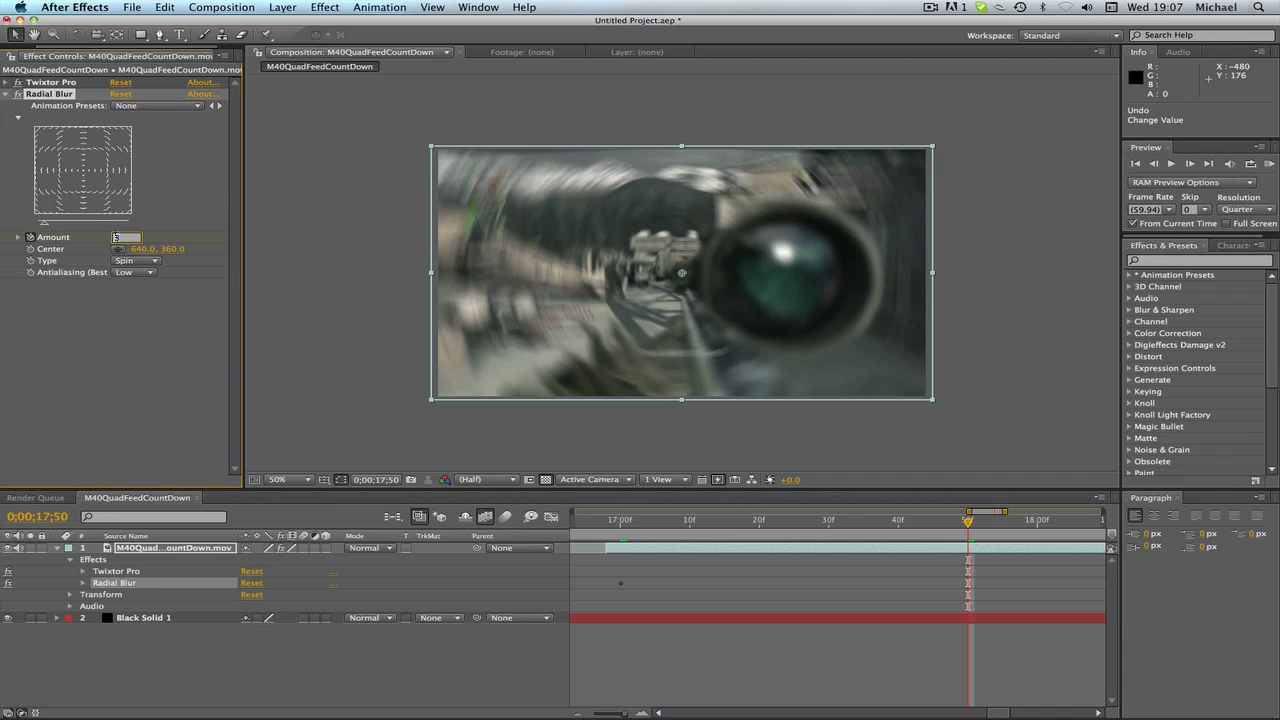 After Effects File Edit Composition Layer Effect Animation View Window Help 1 Wed 19:07 Michael
Untitled Project.aep *
Workspace: Standard Search Help
Effect Controls: M40QuadFeedCountDown.mov
M40QuadFeedCountDown • M40QuadFeedCountDown.mov
Twixtor Pro Reset About...
Radial Blur Reset About...
Animation Presets: None
Amount
Center 640.0, 360.0
Type Spin
Antialiasing (Best Low
Composition: M40QuadFeedCountDown Footage: (none) Layer: (none)
M40QuadFeedCountDown
50% 0;00;17;50 (Half) Active Camera 1 View +0.0
Info Audio
R : X : -480
G : Y : 176
B :
A : 0
Undo
Change Value
Preview
RAM Preview Options
Frame Rate Skip Resolution
(59.94) 0 Quarter
From Current Time Full Screen
Effects & Presets Charact
* Animation Presets
3D Channel
Audio
Blur & Sharpen
Channel
Color Correction
Digieffects Damage v2
Distort
Expression Controls
Generate
Keying
Knoll
Knoll Light Factory
Magic Bullet
Matte
Noise & Grain
Obsolete
Paint
Render Queue M40QuadFeedCountDown
0;00;17;50
# Source Name Mode T TrkMat Parent
17:00f 10f 20f 30f 40f 18:00f
1 M40Quad...ountDown.mov Normal None
Effects
Twixtor Pro Reset ...
Radial Blur Reset ...
Transform Reset
Audio
2 Black Solid 1 Normal None None
Paragraph
0 px 0 px 0 px
0 px 0 px